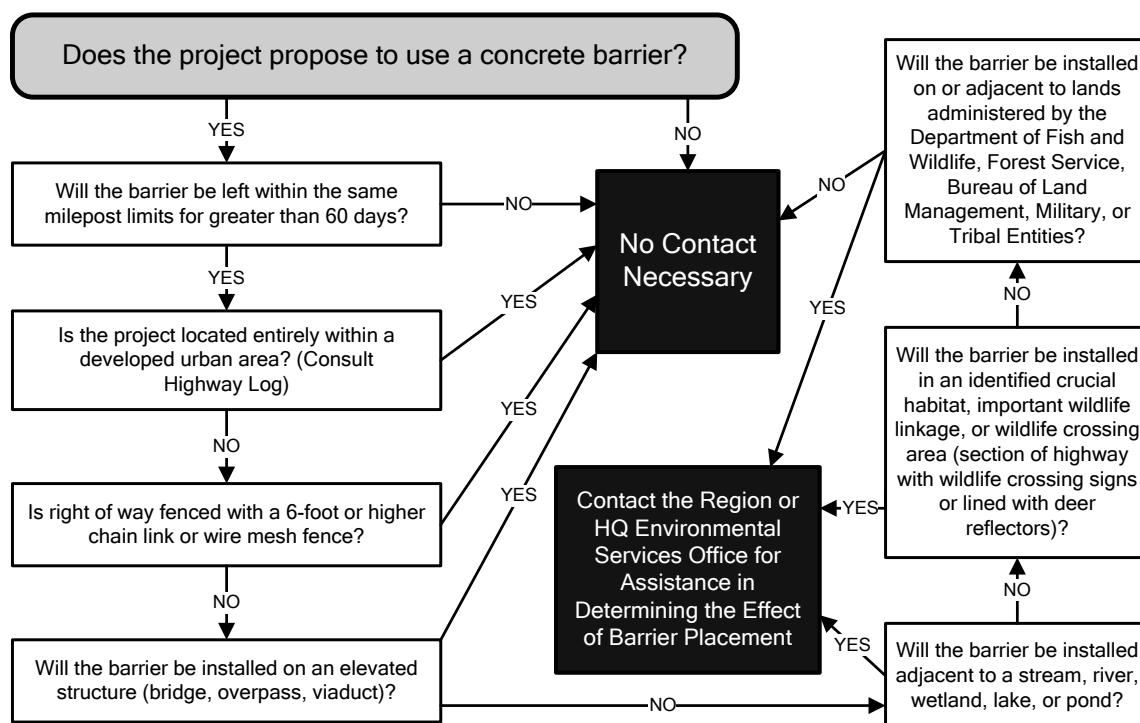 Does the project propose to use a concrete barrier?
YES
NO
Will the barrier be left within the same
milepost limits for greater than 60 days?
NO
YES
Is the project located entirely within a
developed urban area? (Consult
Highway Log)
YES
NO
Is right of way fenced with a 6-foot or higher
chain link or wire mesh fence?
YES
NO
Will the barrier be installed on an elevated
structure (bridge, overpass, viaduct)?
YES
NO
No Contact
Necessary
Contact the Region or
HQ Environmental
Services Office for
Assistance in
Determining the Effect
of Barrier Placement
Will the barrier be installed
on or adjacent to lands
administered by the
Department of Fish and
Wildlife, Forest Service,
Bureau of Land
Management, Military, or
Tribal Entities?
NO
YES
NO
Will the barrier be installed
in an identified crucial
habitat, important wildlife
linkage, or wildlife crossing
area (section of highway
with wildlife crossing signs
or lined with deer
reflectors)?
YES
NO
Will the barrier be installed
adjacent to a stream, river,
wetland, lake, or pond?
YES